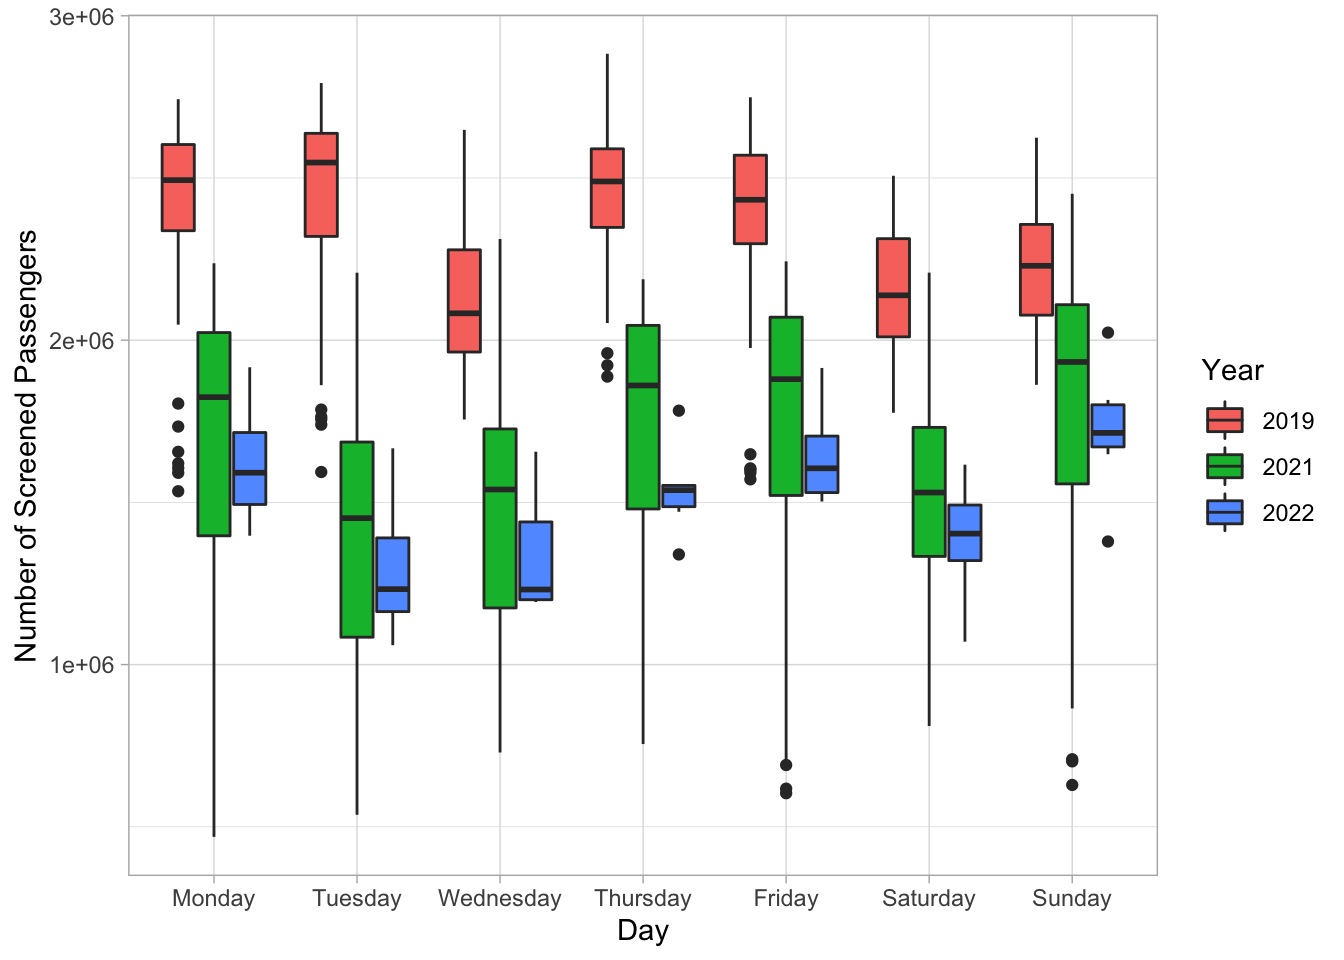 3e+06
2e+06
1e+06
Number of Screened Passengers
Monday Tuesday Wednesday Thursday Friday Saturday Sunday
Day
Year
2019
2021
2022